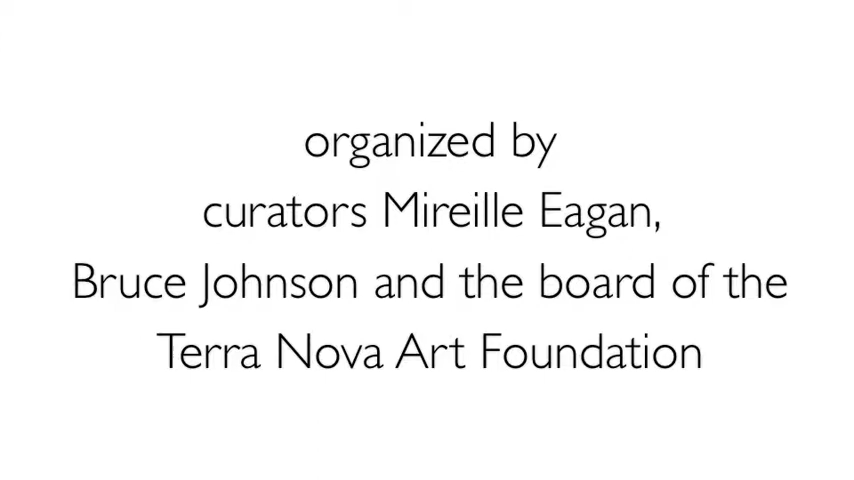 organized by
curators Mireille Eagan,
Bruce Johnson and the board of the
Terra Nova Art Foundation